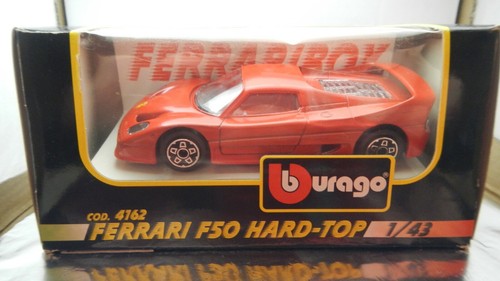 FERRARIBOX
burago
COD. 4162
FERRARI F50 HARD-TOP 1/43